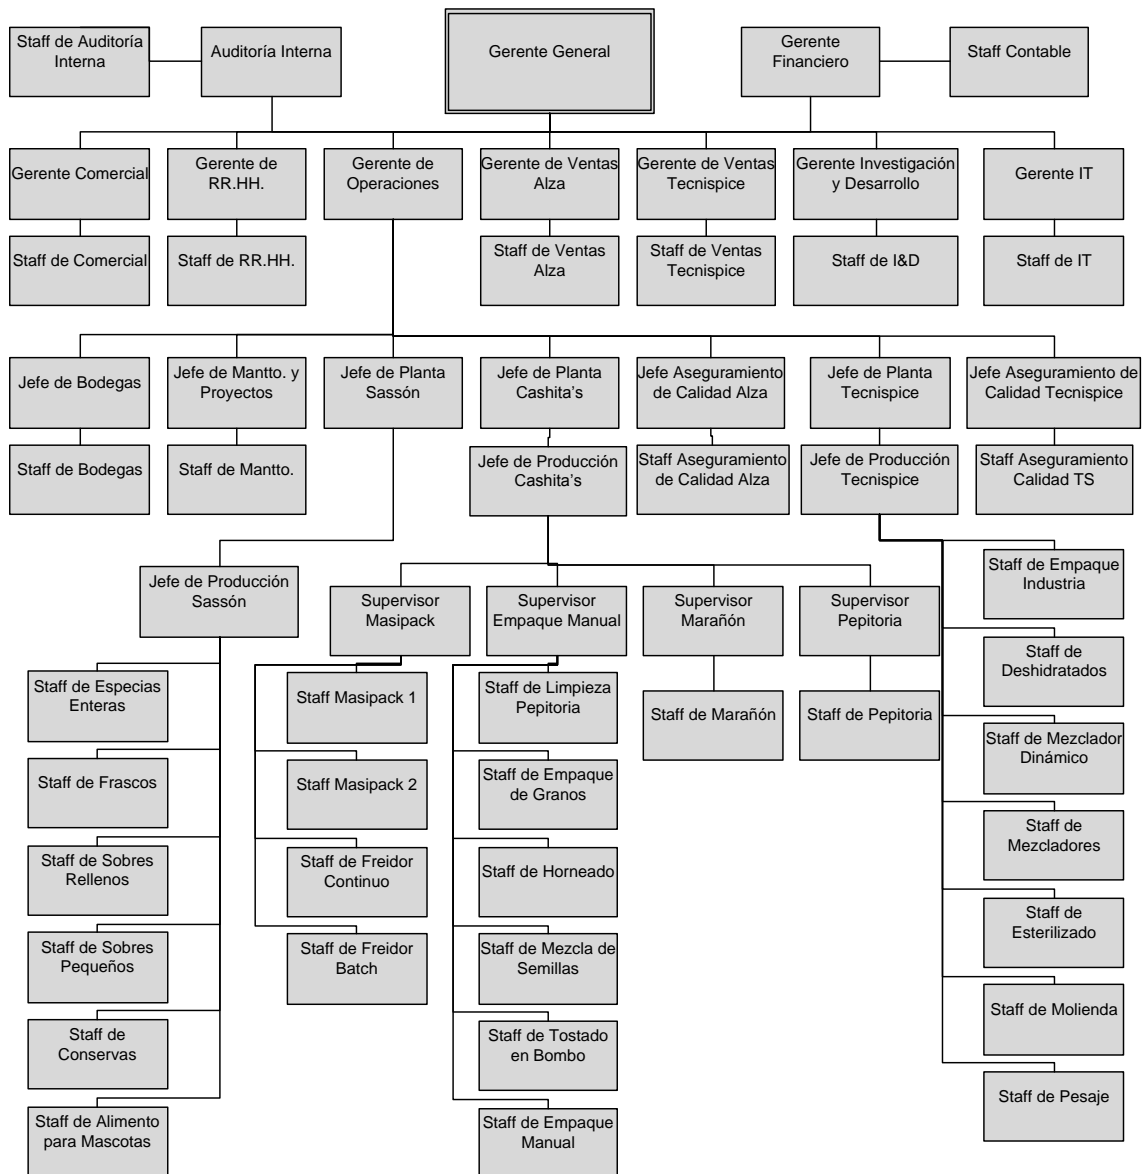 Staff de Auditoría
Interna
Auditoría Interna
Gerente General
Gerente
Financiero
Staff Contable
Gerente Comercial
Gerente de
RR.HH.
Gerente de
Operaciones
Gerente de Ventas
Alza
Gerente de Ventas
Tecnispice
Gerente Investigación
y Desarrollo
Gerente IT
Staff de Comercial
Staff de RR.HH.
Staff de Ventas
Alza
Staff de Ventas
Tecnispice
Staff de I&D
Staff de IT
Jefe de Bodegas
Jefe de Mantto. y
Proyectos
Jefe de Planta
Sassón
Jefe de Planta
Cashita's
Jefe Aseguramiento
de Calidad Alza
Jefe de Planta
Tecnispice
Jefe Aseguramiento de
Calidad Tecnispice
Staff de Bodegas
Staff de Mantto.
Jefe de Producción
Cashita's
Staff Aseguramiento
de Calidad Alza
Jefe de Producción
Tecnispice
Staff Aseguramiento
Calidad TS
Jefe de Producción
Sassón
Supervisor
Masipack
Supervisor
Empaque Manual
Supervisor
Marañón
Supervisor
Pepitoria
Staff de Empaque
Industria
Staff de Especias
Enteras
Staff Masipack 1
Staff de Limpieza
Pepitoria
Staff de Marañón
Staff de Pepitoria
Staff de
Deshidratados
Staff de Frascos
Staff Masipack 2
Staff de Empaque
de Granos
Staff de Mezclador
Dinámico
Staff de Sobres
Rellenos
Staff de Freidor
Continuo
Staff de Horneado
Staff de
Mezcladores
Staff de Sobres
Pequeños
Staff de Freidor
Batch
Staff de Mezcla de
Semillas
Staff de
Esterilizado
Staff de
Conservas
Staff de Tostado
en Bombo
Staff de Molienda
Staff de Alimento
para Mascotas
Staff de Empaque
Manual
Staff de Pesaje